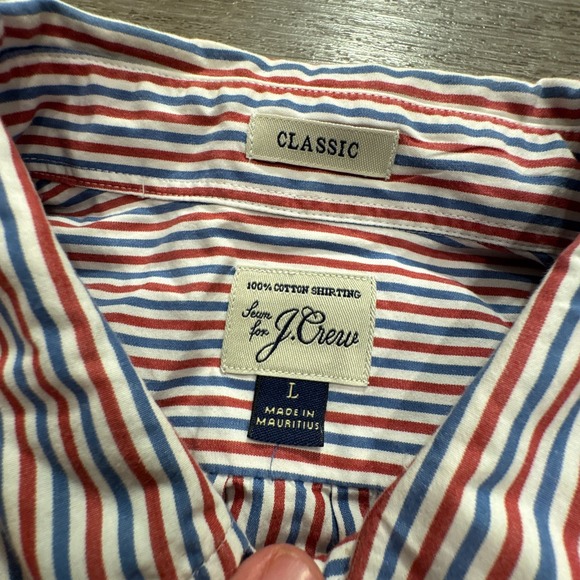 CLASSIC
100% COTTON SHIRTING
Sewn for J.Crew
L
MADE IN
MAURITIUS